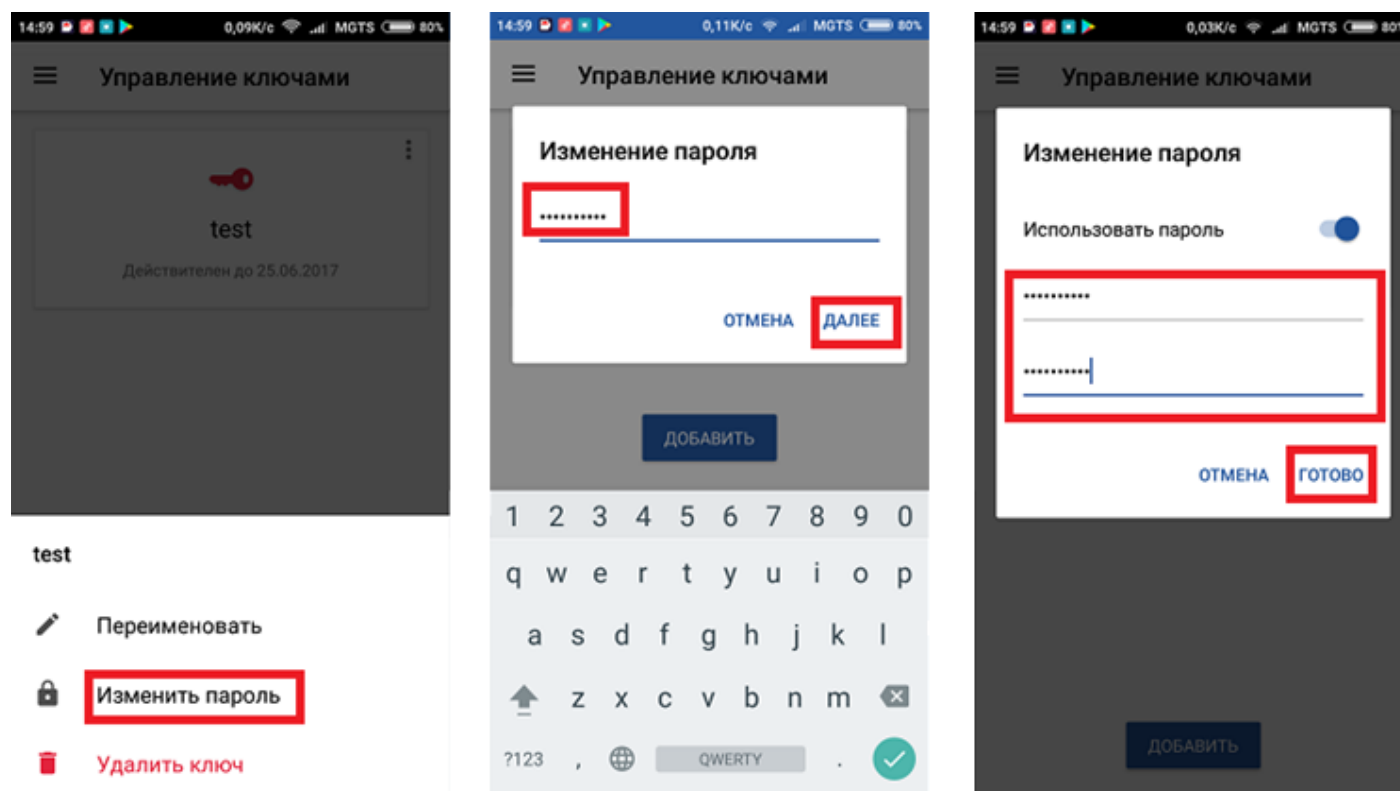 14:59 0,09K/c MGTS 80%
Управление ключами
test
Действителен до 25.06.2017
test
Переименовать
Изменить пароль
Удалить ключ
14:59 0,11K/c MGTS 80%
Управление ключами
Изменение пароля
••••••••••
ОТМЕНА ДАЛЕЕ
ДОБАВИТЬ
1 2 3 4 5 6 7 8 9 0
q w e r t y u i o p
a s d f g h j k l
z x c v b n m
?123 , QWERTY .
14:59 0,03K/c MGTS 80%
Управление ключами
Изменение пароля
Использовать пароль
••••••••••
••••••••••
ОТМЕНА ГОТОВО
ДОБАВИТЬ